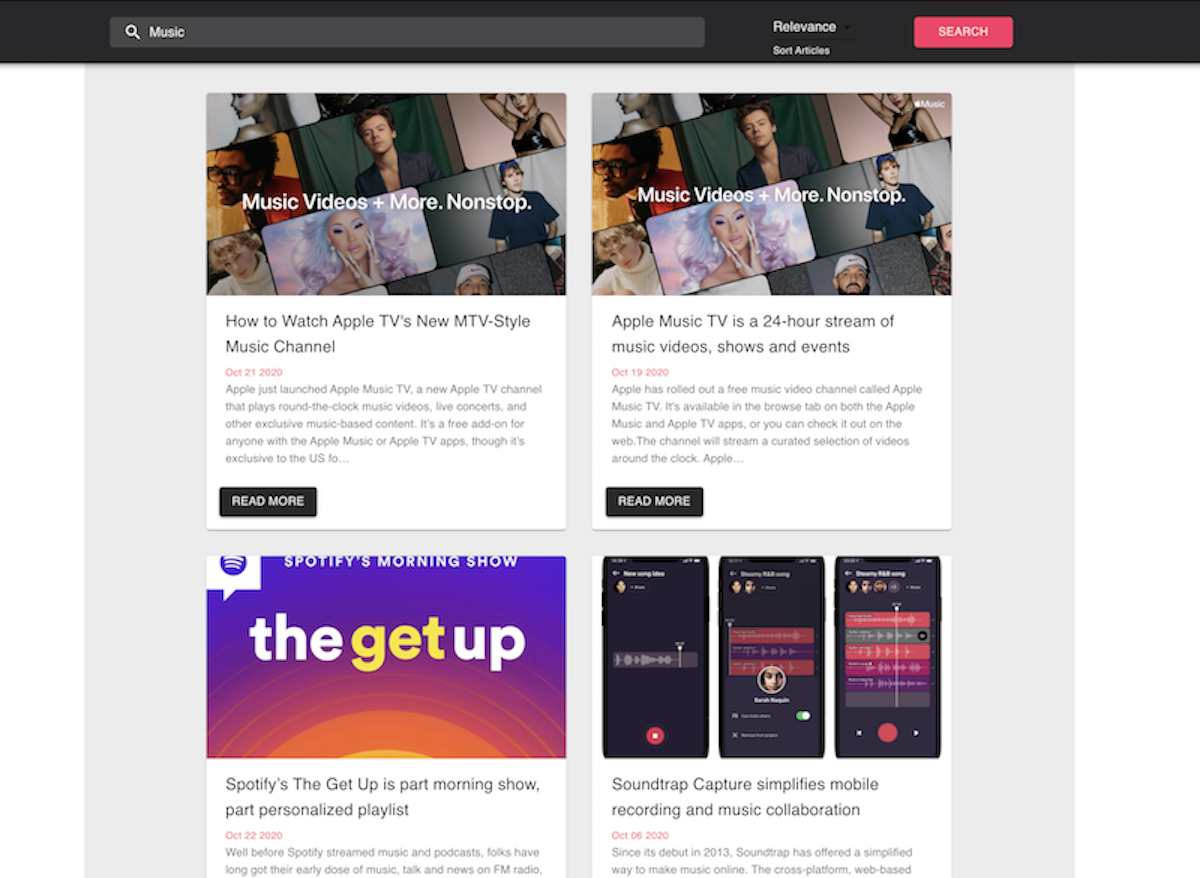 Music
Relevance
Sort Articles
SEARCH
Music Videos + More. Nonstop.
How to Watch Apple TV's New MTV-Style
Music Channel
Oct 21 2020
Apple just launched Apple Music TV, a new Apple TV channel
that plays round-the-clock music videos, live concerts, and
other exclusive music-based content. It's a free add-on for
anyone with the Apple Music or Apple TV apps, though it's
exclusive to the US fo…
READ MORE
Music
Music Videos + More. Nonstop.
Apple Music TV is a 24-hour stream of
music videos, shows and events
Oct 19 2020
Apple has rolled out a free music video channel called Apple
Music TV. It's available in the browse tab on both the Apple
Music and Apple TV apps, or you can check it out on the
web.The channel will stream a curated selection of videos
around the clock. Apple…
READ MORE
SPOTIFY'S MORNING SHOW
the get up
Spotify's The Get Up is part morning show,
part personalized playlist
Oct 22 2020
Well before Spotify streamed music and podcasts, folks have
long got their early dose of music, talk and news on FM radio,
New song idea
+ Share
Steamy R&B song
+ Share
Sarah Naquin
Can invite others
Remove from project
Steamy R&B song
+ Share
Soundtrap Capture simplifies mobile
recording and music collaboration
Oct 06 2020
Since its debut in 2013, Soundtrap has offered a simplified
way to make music online. The cross-platform, web-based